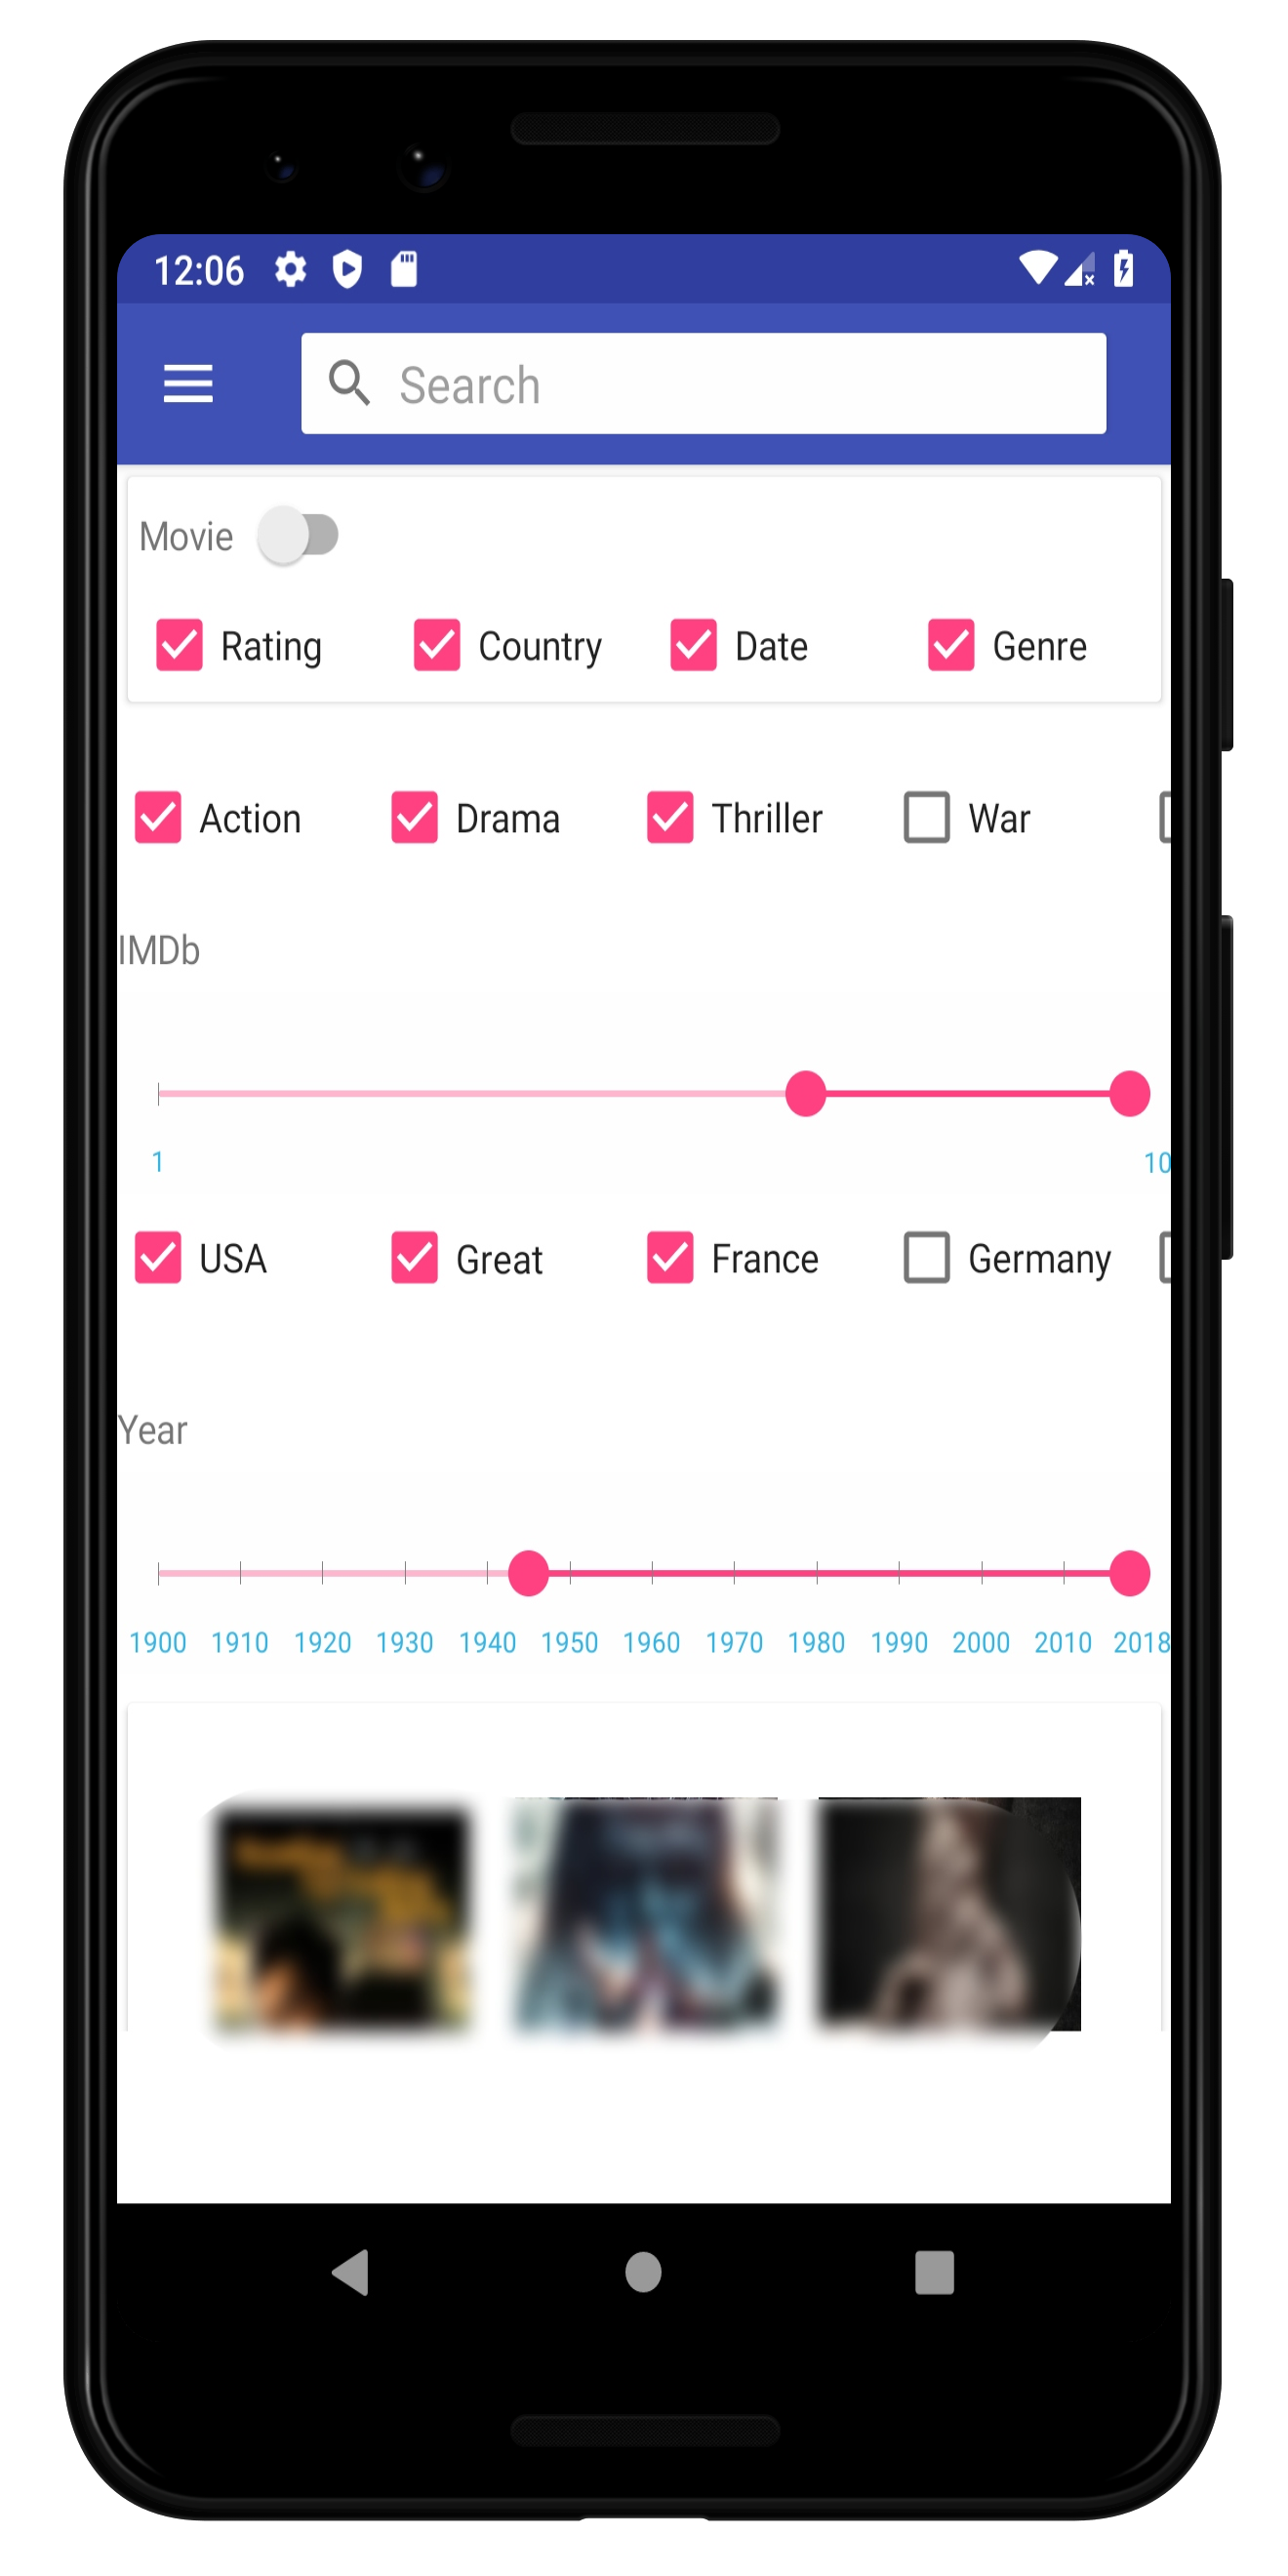 12:06
Search
Movie
Rating Country Date Genre
Action Drama Thriller War
IMDb
1 10
USA Great France Germany
Year
1900 1910 1920 1930 1940 1950 1960 1970 1980 1990 2000 2010 2018